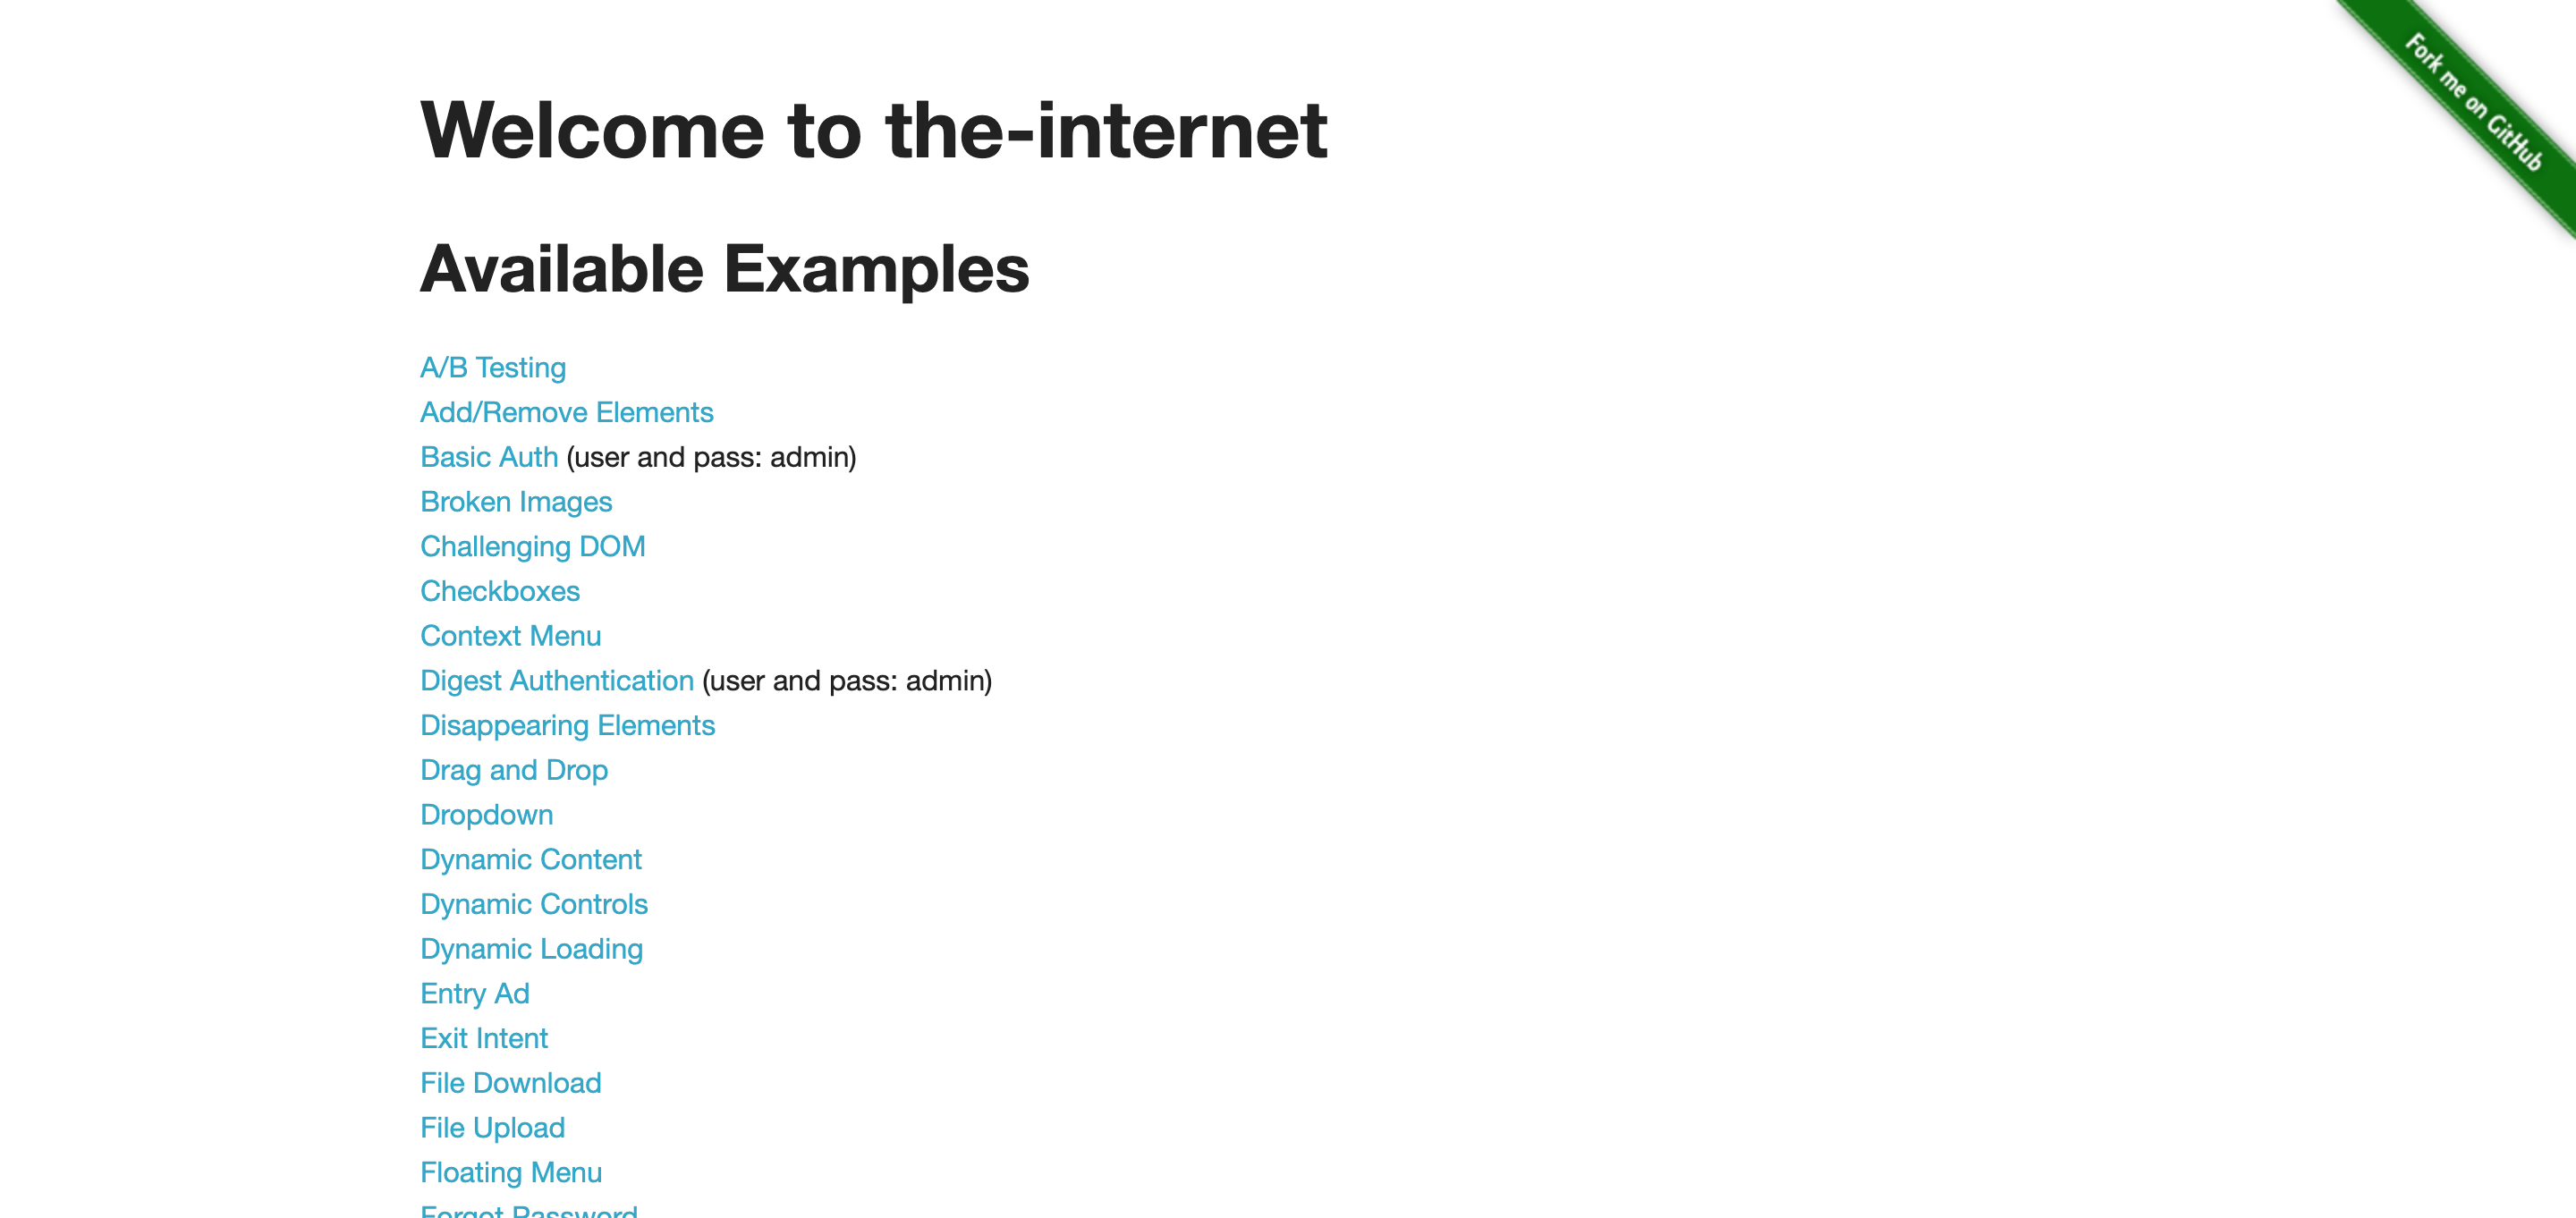 Fork me on GitHub
Welcome to the-internet
Available Examples
A/B Testing
Add/Remove Elements
Basic Auth (user and pass: admin)
Broken Images
Challenging DOM
Checkboxes
Context Menu
Digest Authentication (user and pass: admin)
Disappearing Elements
Drag and Drop
Dropdown
Dynamic Content
Dynamic Controls
Dynamic Loading
Entry Ad
Exit Intent
File Download
File Upload
Floating Menu
Forgot Password